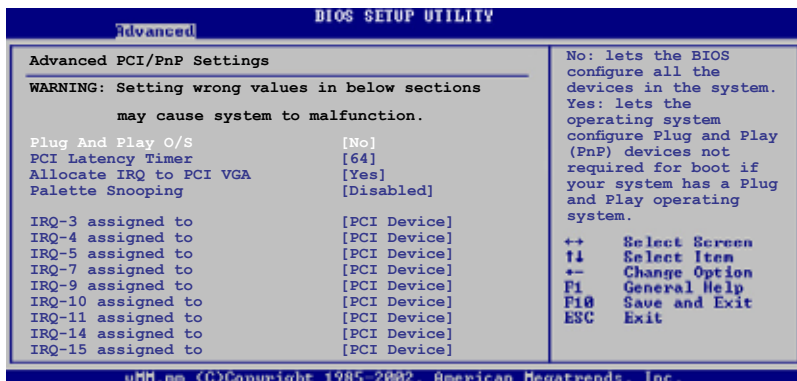 BIOS SETUP UTILITY
Advanced
Advanced PCI/PnP Settings
WARNING: Setting wrong values in below sections
may cause system to malfunction.
Plug And Play O/S [No]
PCI Latency Timer [64]
Allocate IRQ to PCI VGA [Yes]
Palette Snooping [Disabled]
IRQ-3 assigned to [PCI Device]
IRQ-4 assigned to [PCI Device]
IRQ-5 assigned to [PCI Device]
IRQ-7 assigned to [PCI Device]
IRQ-9 assigned to [PCI Device]
IRQ-10 assigned to [PCI Device]
IRQ-11 assigned to [PCI Device]
IRQ-14 assigned to [PCI Device]
IRQ-15 assigned to [PCI Device]
No: lets the BIOS
configure all the
devices in the system.
Yes: lets the
operating system
configure Plug and Play
(PnP) devices not
required for boot if
your system has a Plug
and Play operating
system.
↔ Select Screen
↑↓ Select Item
+- Change Option
F1 General Help
F10 Save and Exit
ESC Exit
(C)Copyright 1985-2002, American Megatrends, Inc.